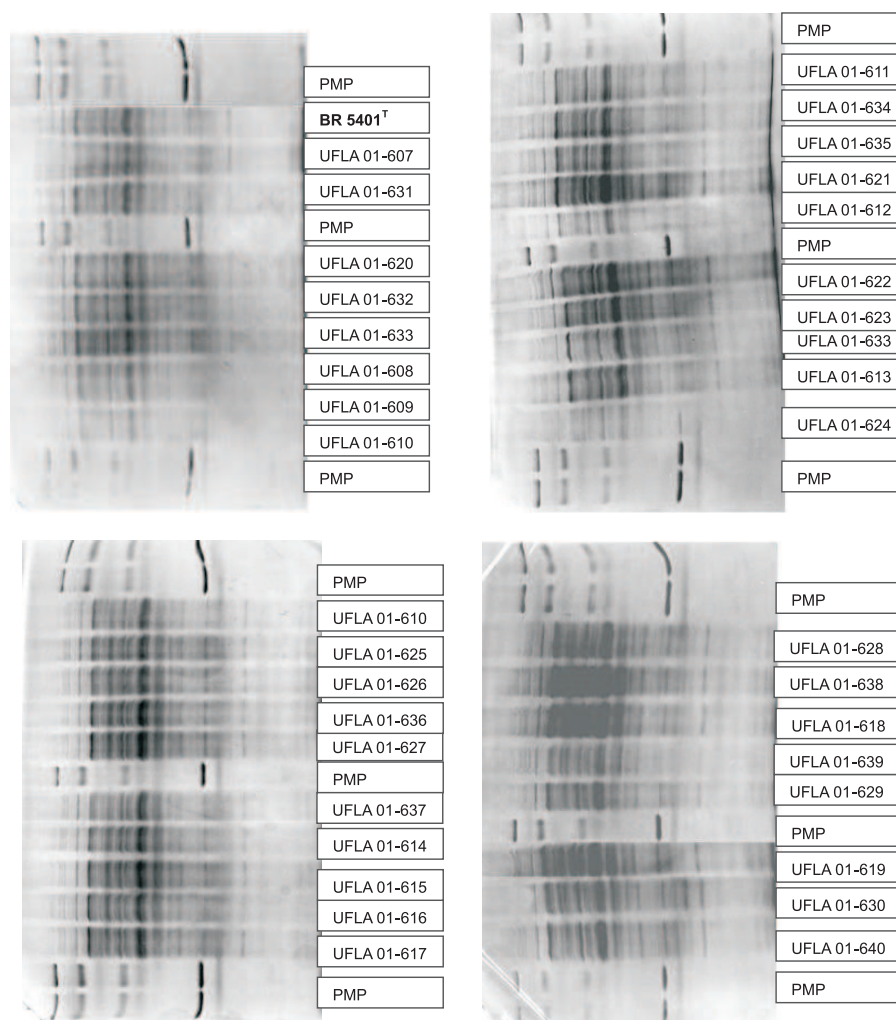 PMP
BR 5401ᵀ
UFLA 01-607
UFLA 01-631
PMP
UFLA 01-620
UFLA 01-632
UFLA 01-633
UFLA 01-608
UFLA 01-609
UFLA 01-610
PMP
PMP
UFLA 01-611
UFLA 01-634
UFLA 01-635
UFLA 01-621
UFLA 01-612
PMP
UFLA 01-622
UFLA 01-623
UFLA 01-633
UFLA 01-613
UFLA 01-624
PMP
PMP
UFLA 01-610
UFLA 01-625
UFLA 01-626
UFLA 01-636
UFLA 01-627
PMP
UFLA 01-637
UFLA 01-614
UFLA 01-615
UFLA 01-616
UFLA 01-617
PMP
PMP
UFLA 01-628
UFLA 01-638
UFLA 01-618
UFLA 01-639
UFLA 01-629
PMP
UFLA 01-619
UFLA 01-630
UFLA 01-640
PMP